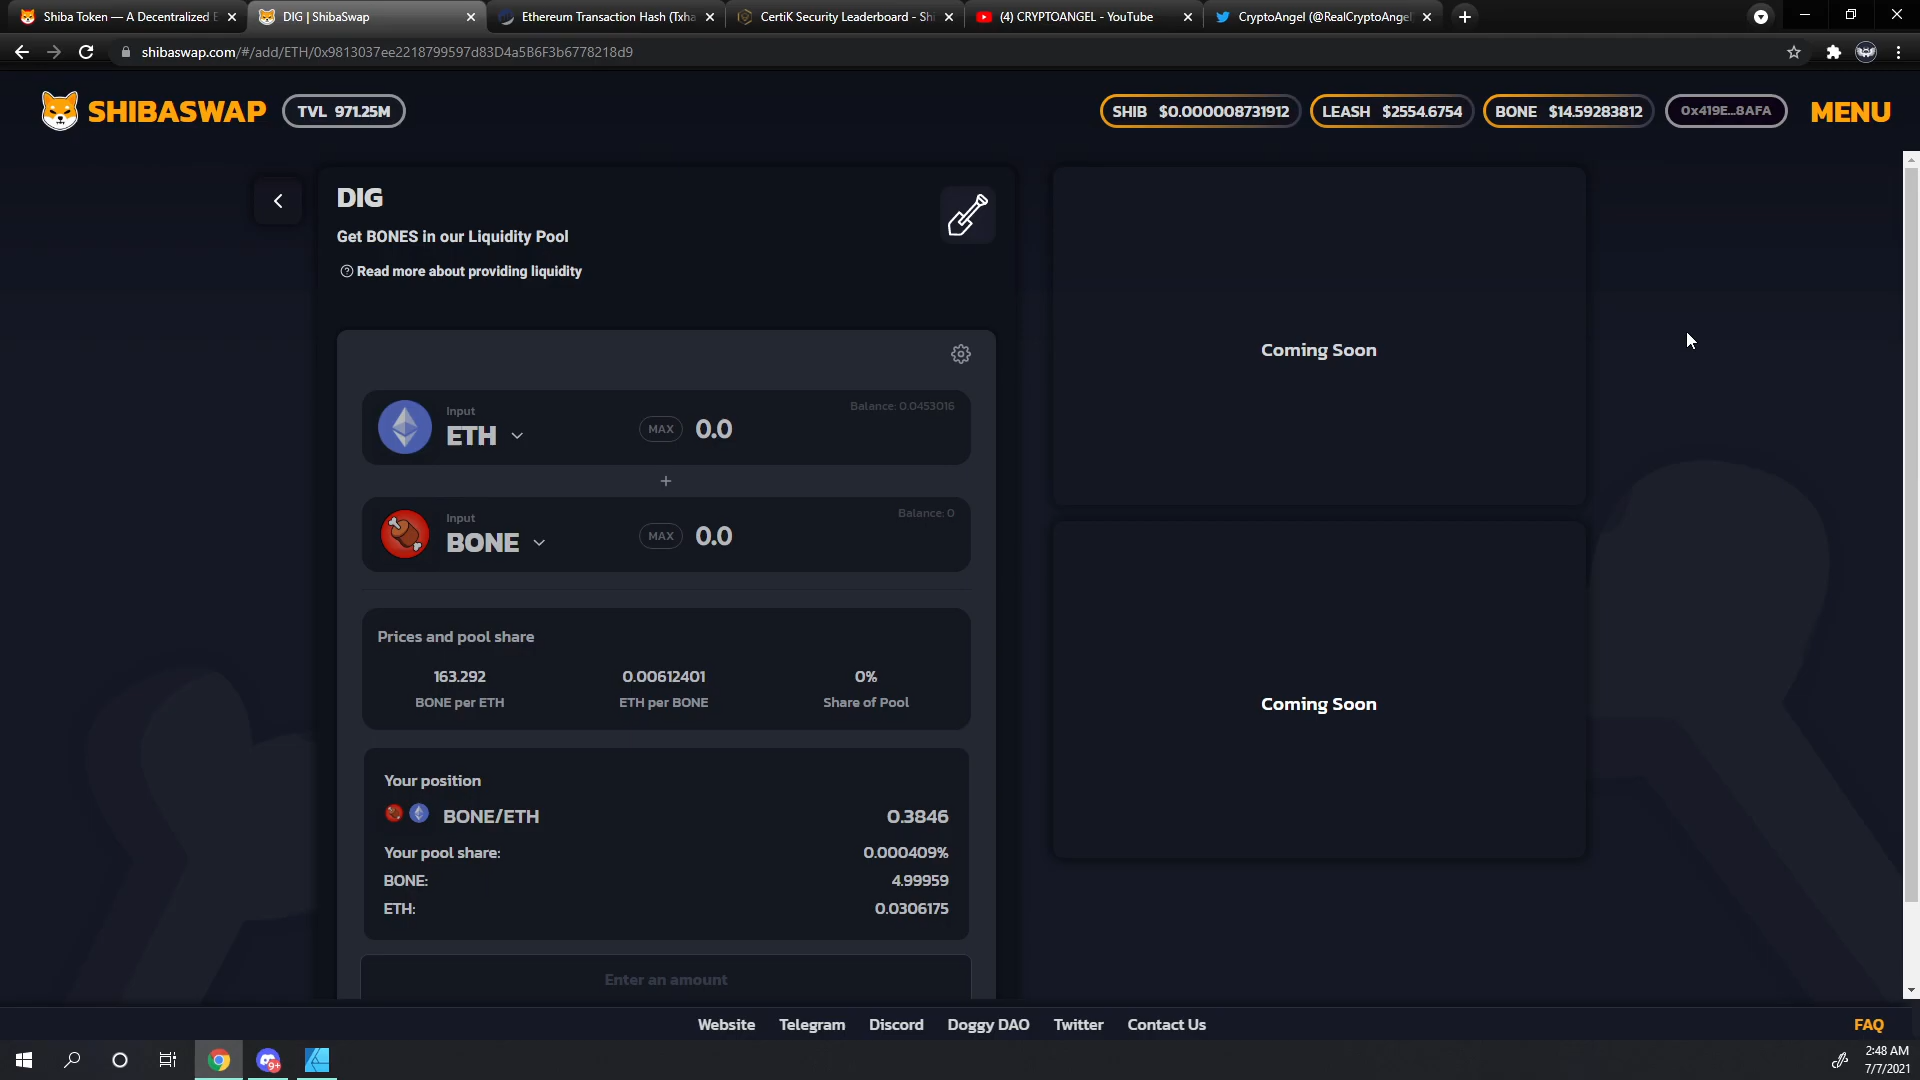 Shiba Token — A Decentralized E
DIG | ShibaSwap
Ethereum Transaction Hash (Txha
CertiK Security Leaderboard - Shi
(4) CRYPTOANGEL - YouTube
CryptoAngel (@RealCryptoAngel
shibaswap.com/#/add/ETH/0x9813037ee2218799597d83D4a5B6F3b6778218d9
SHIBASWAP
TVL 971.25M
SHIB $0.000008731912
LEASH $2554.6754
BONE $14.59283812
0x419E...8AFA
MENU
DIG
Get BONES in our Liquidity Pool
Read more about providing liquidity
Input
Balance: 0.0453016
ETH
MAX
0.0
+
Input
Balance: 0
BONE
MAX
0.0
Prices and pool share
163.292 0.00612401 0%
BONE per ETH ETH per BONE Share of Pool
Your position
BONE/ETH 0.3846
Your pool share: 0.000409%
BONE: 4.99959
ETH: 0.0306175
Enter an amount
Coming Soon
Coming Soon
Website Telegram Discord Doggy DAO Twitter Contact Us
FAQ
9+
2:48 AM
7/7/2021